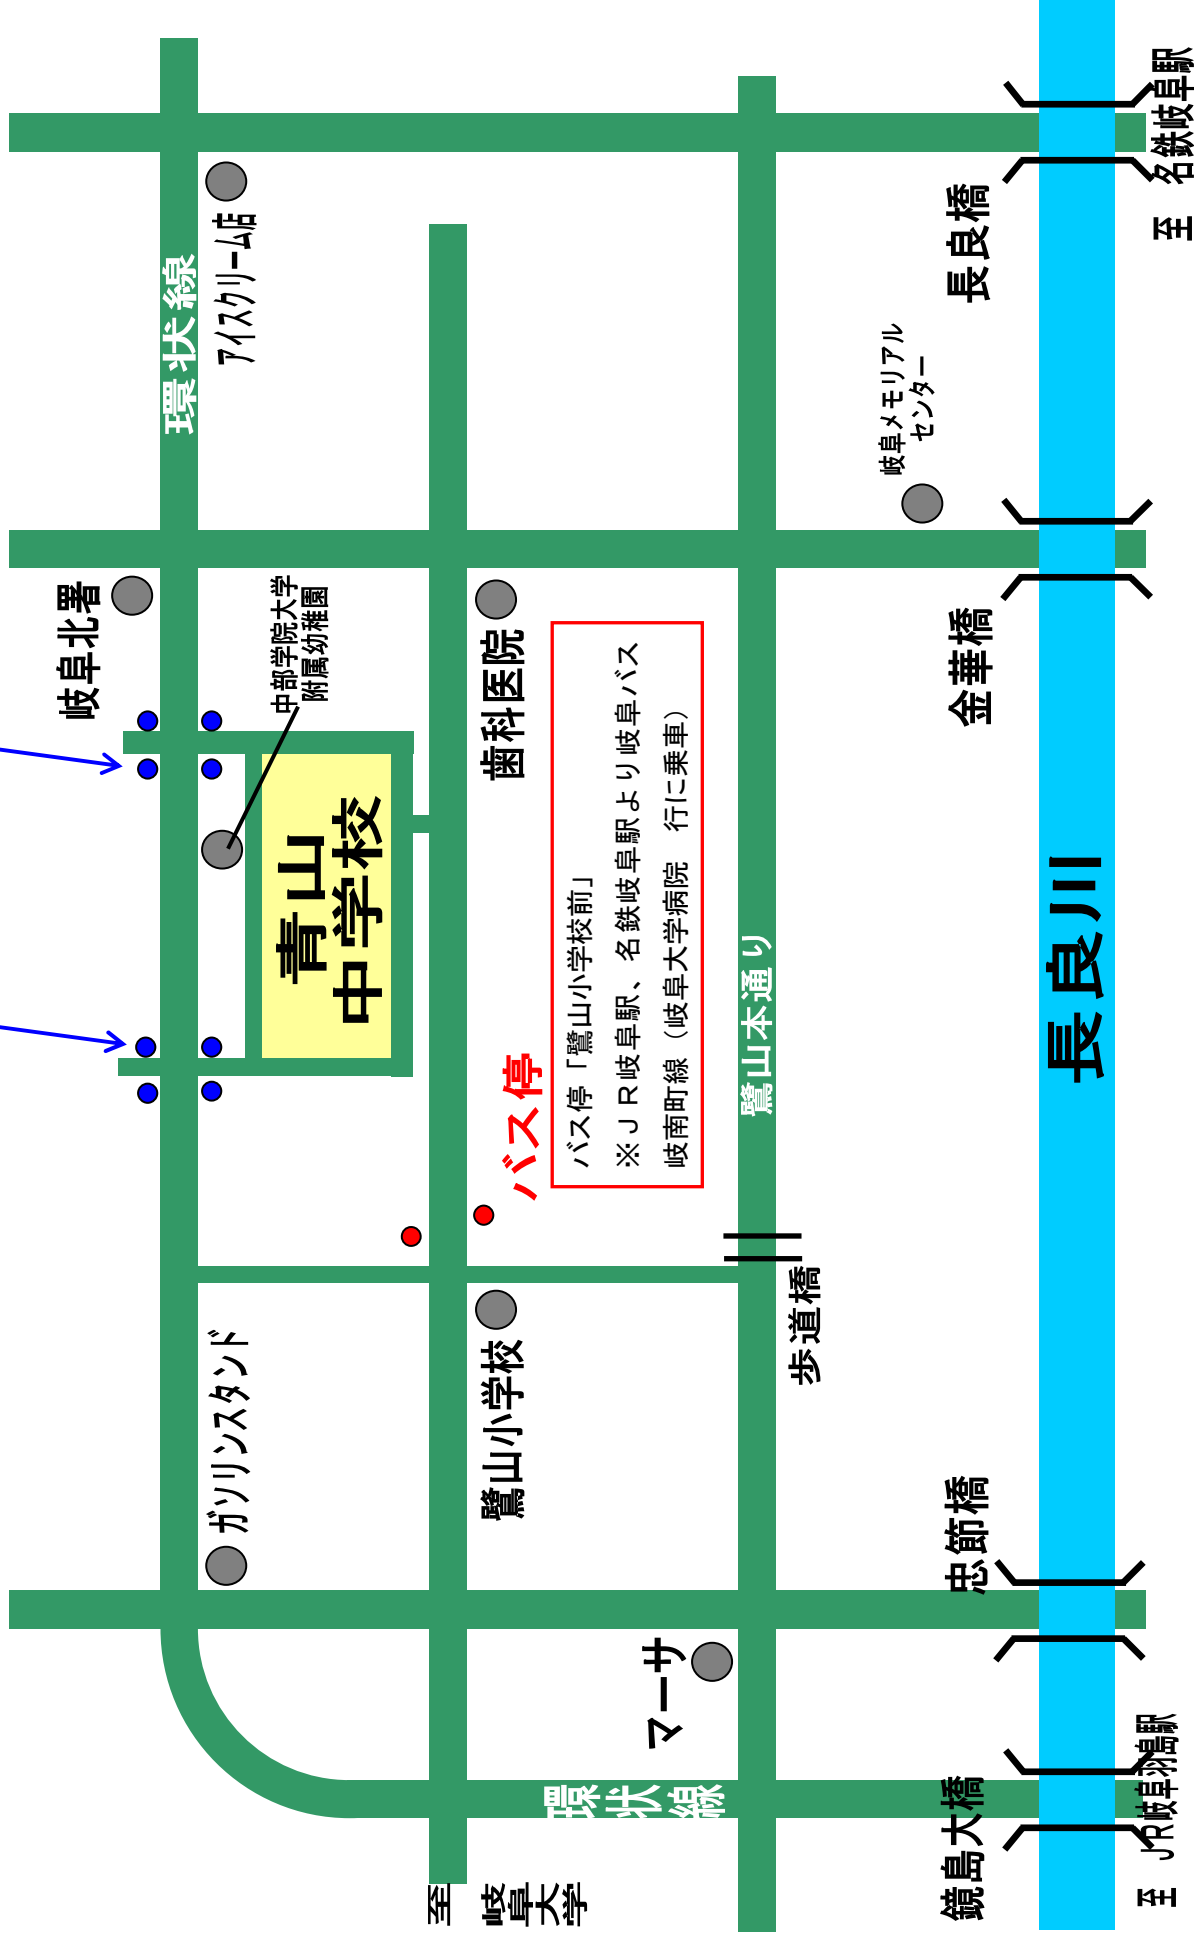 至　岐阜大学
環状線
ガソリンスタンド
環状線
アイスクリーム店
岐阜北署
中部学院大学
附属幼稚園
青山
中学校
歯科医院
鷺山小学校
バス停
バス停「鷺山小学校前」
※ＪＲ岐阜駅、名鉄岐阜駅より岐阜バス
岐南町線（岐阜大学病院　行に乗車）
マーサ
鷺山本通り
歩道橋
岐阜メモリアル
センター
鏡島大橋
忠節橋
金華橋
長良橋
長良川
至　ＪＲ岐阜羽島駅
至　名鉄岐阜駅